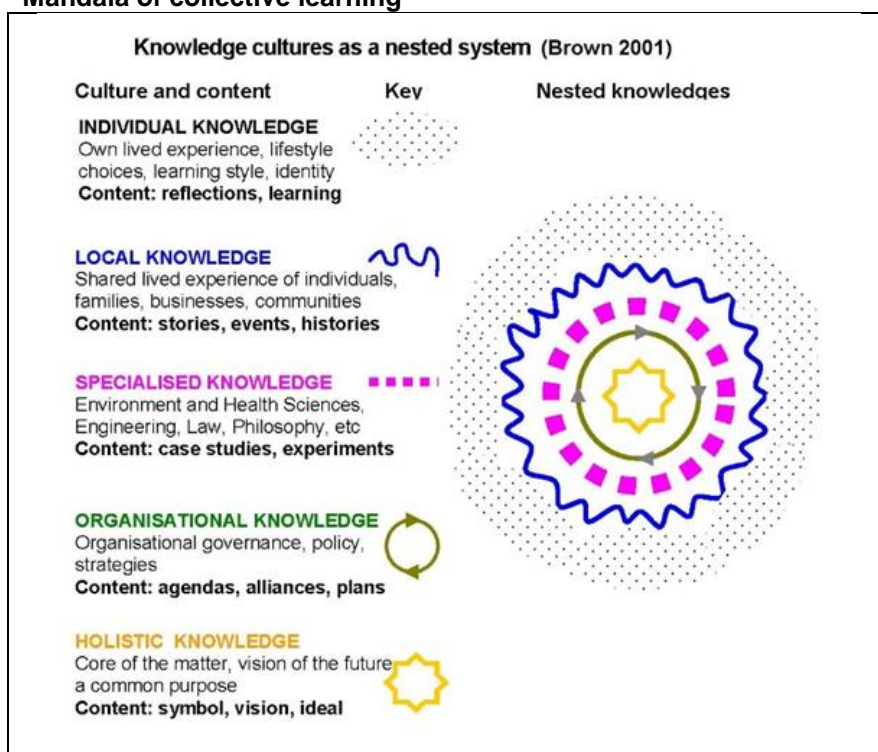 Mandala of collective learning
Knowledge cultures as a nested system (Brown 2001)
Culture and content Key Nested knowledges
INDIVIDUAL KNOWLEDGE
Own lived experience, lifestyle
choices, learning style, identity
Content: reflections, learning
LOCAL KNOWLEDGE
Shared lived experience of individuals,
families, businesses, communities
Content: stories, events, histories
SPECIALISED KNOWLEDGE
Environment and Health Sciences,
Engineering, Law, Philosophy, etc
Content: case studies, experiments
ORGANISATIONAL KNOWLEDGE
Organisational governance, policy,
strategies
Content: agendas, alliances, plans
HOLISTIC KNOWLEDGE
Core of the matter, vision of the future
a common purpose
Content: symbol, vision, ideal